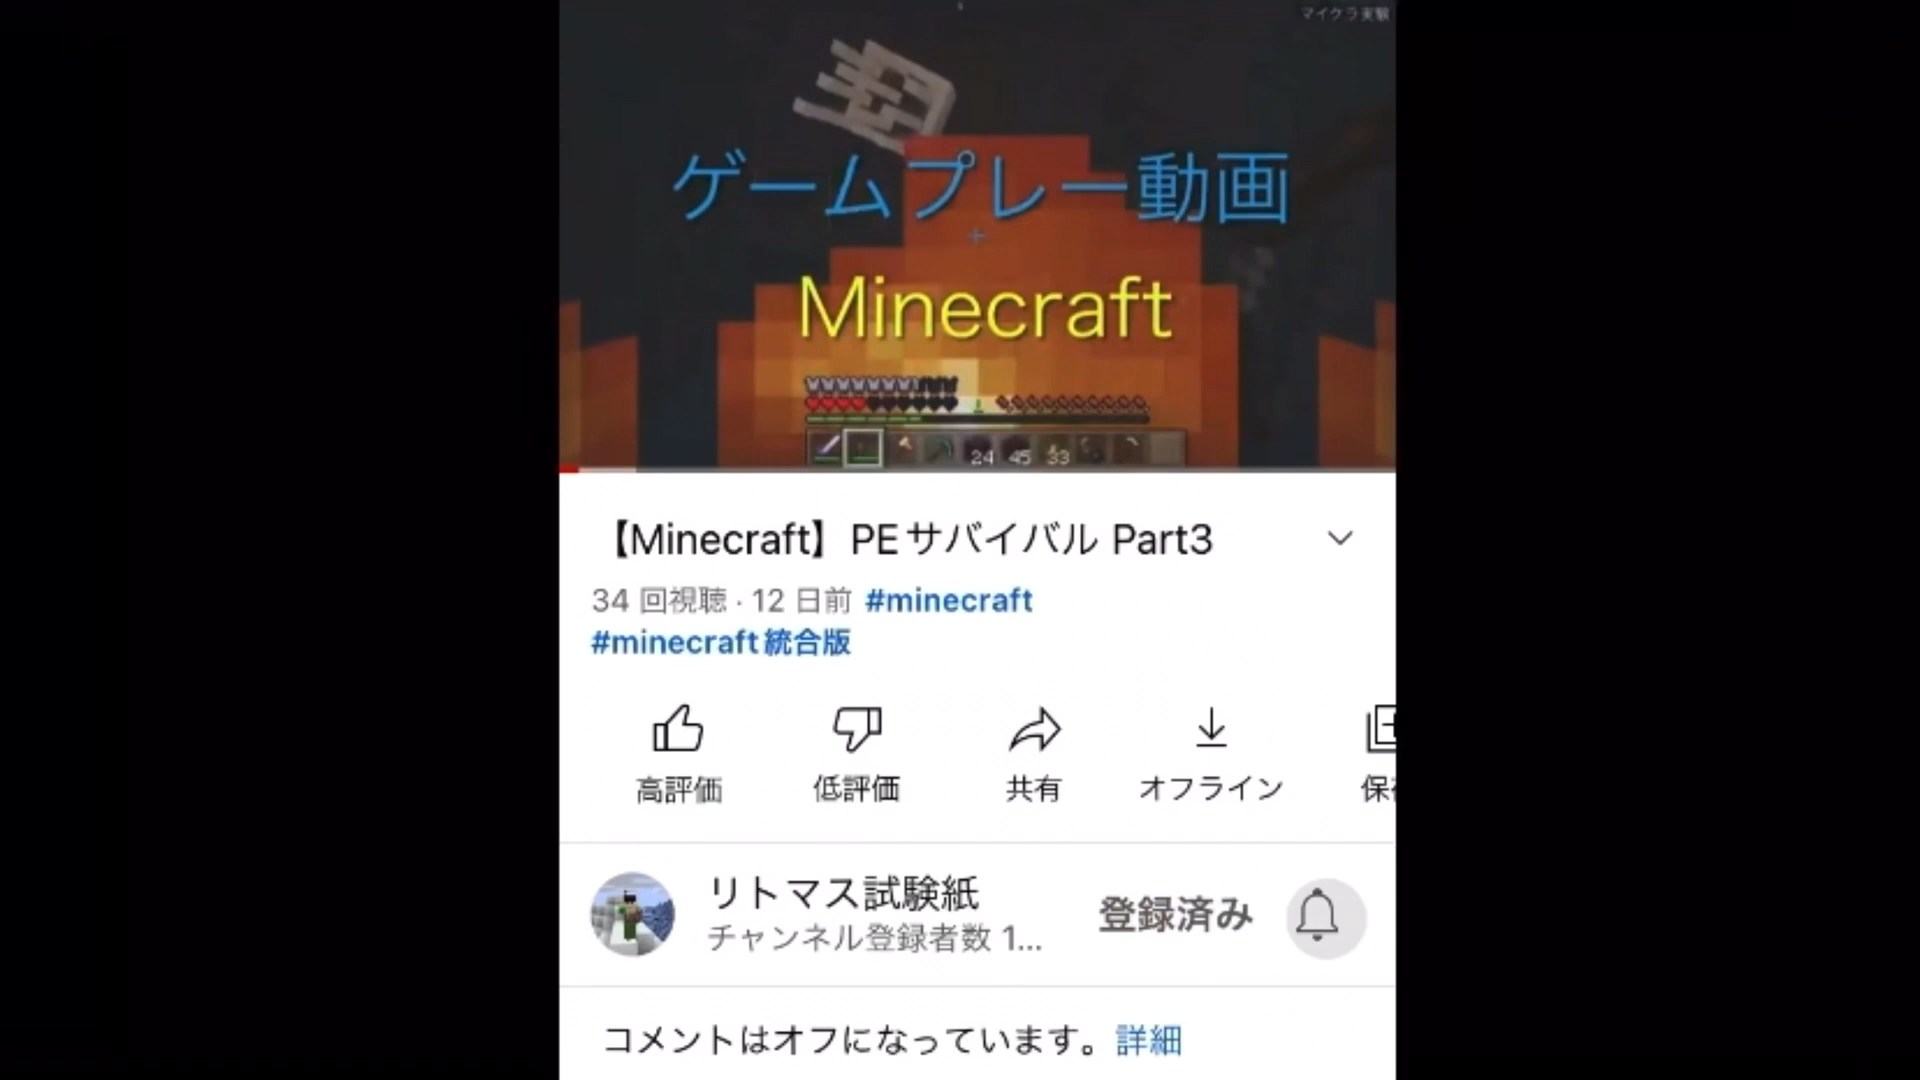 マイクラ実験
ゲームプレー動画
Minecraft
24 45 33
【Minecraft】PEサバイバル Part3
34 回視聴 · 12 日前 #minecraft
#minecraft統合版
高評価 低評価 共有 オフライン 保存
リトマス試験紙
チャンネル登録者数 1...
登録済み
コメントはオフになっています。詳細